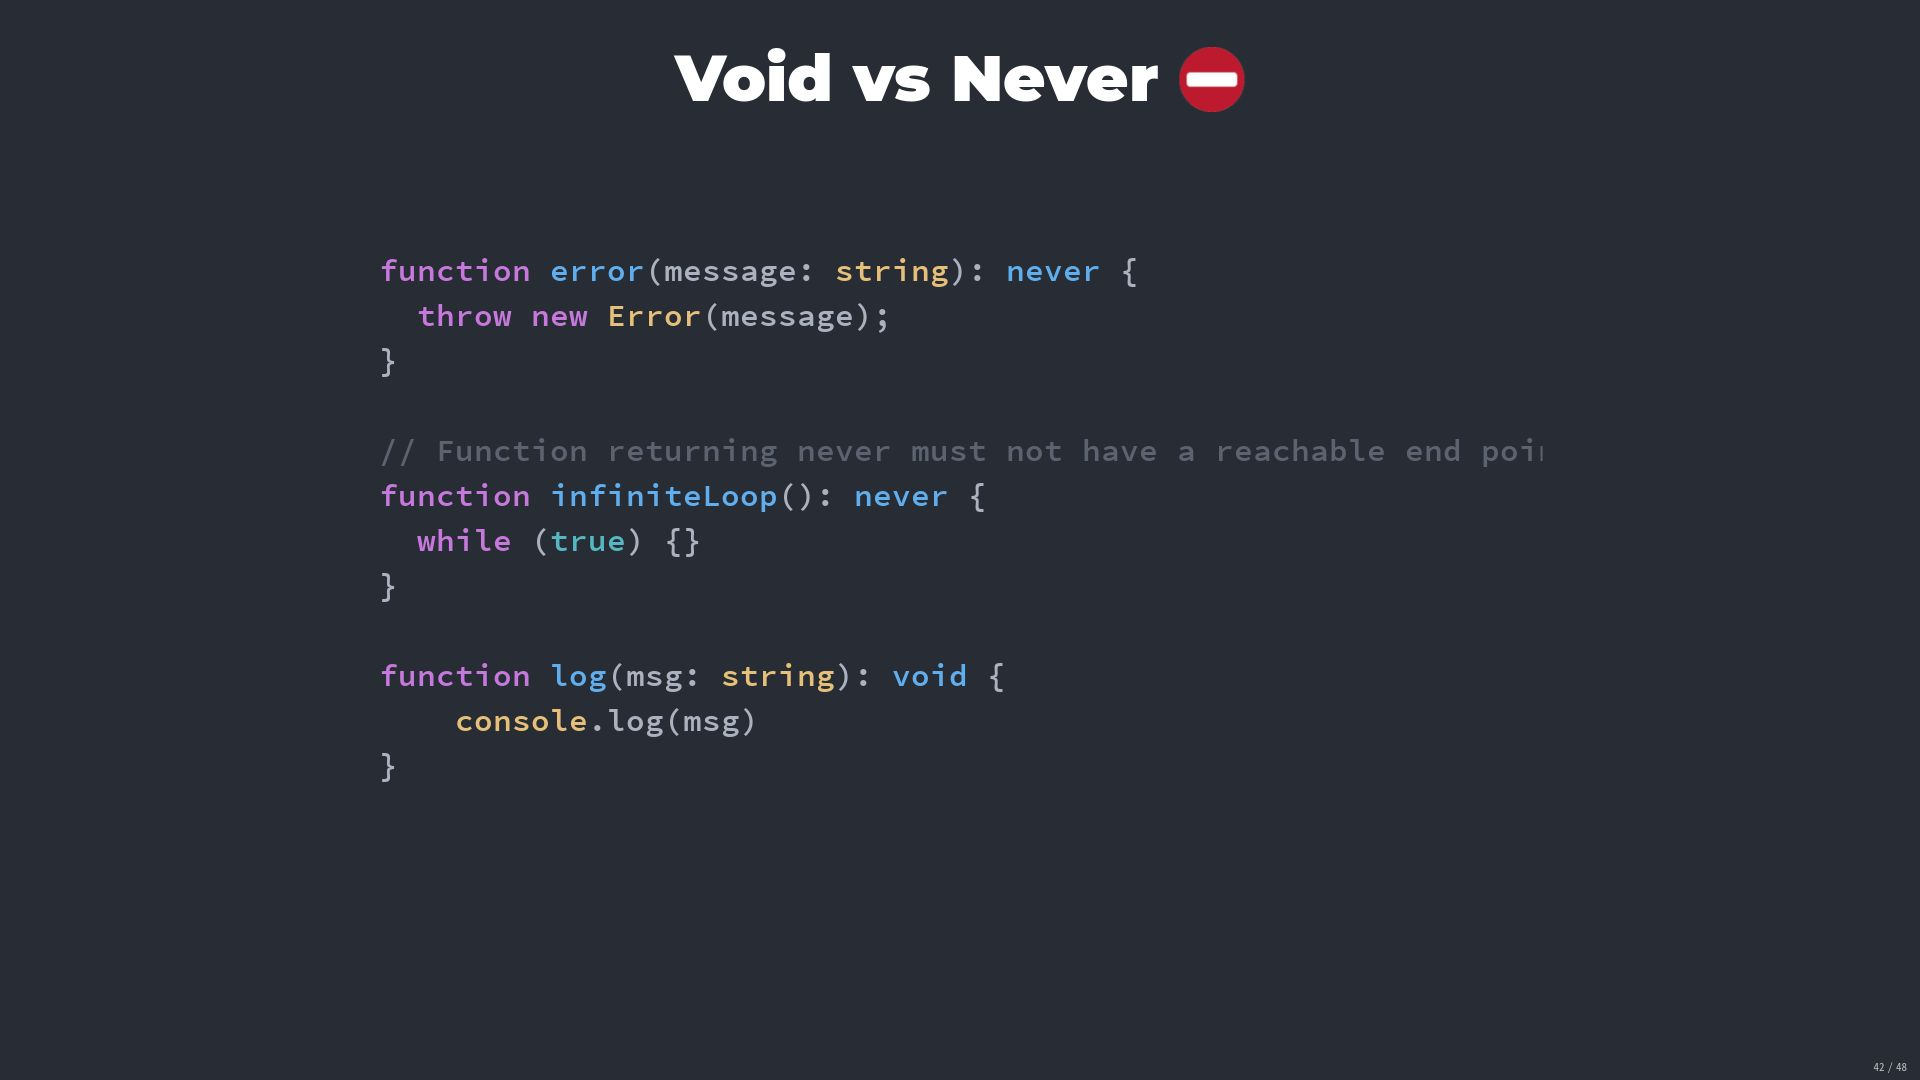 Void vs Never ⛔
function error(message: string): never {
  throw new Error(message);
}
// Function returning never must not have a reachable end
function infiniteLoop(): never {
  while (true) {}
}
function log(msg: string): void {
    console.log(msg)
}
42 / 48